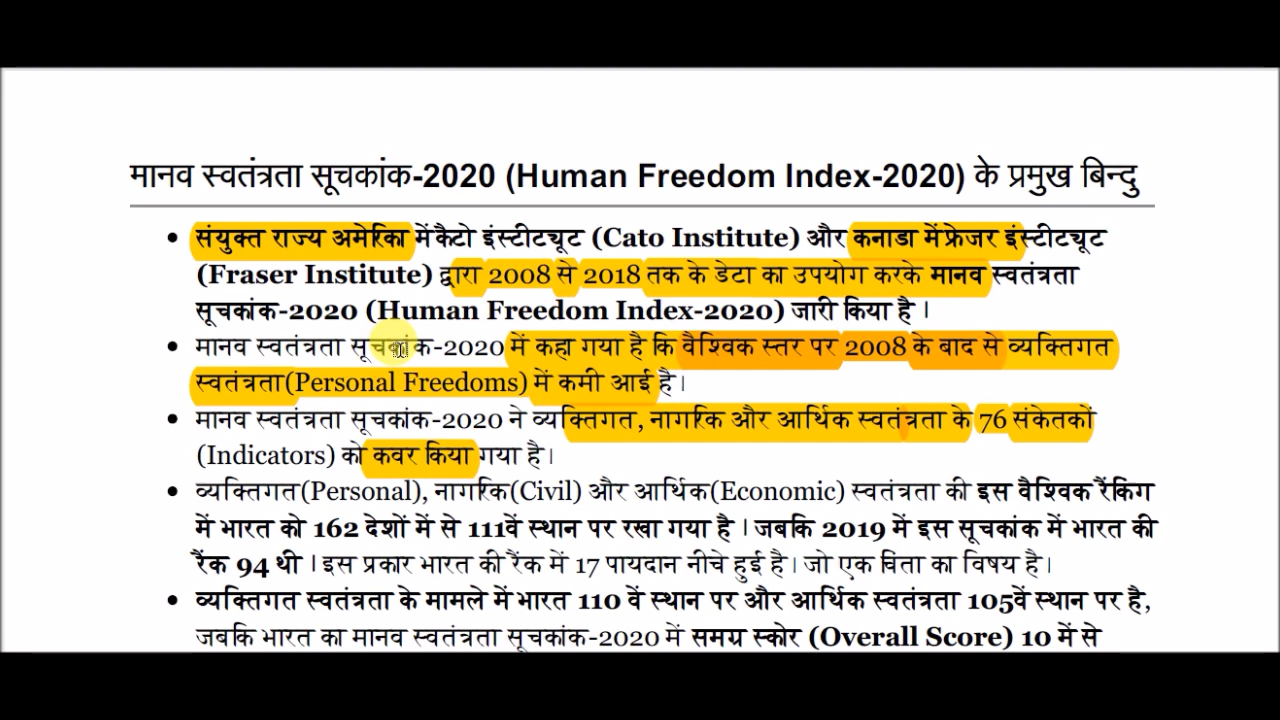 मानव स्वतंत्रता सूचकांक-2020 (Human Freedom Index-2020) के प्रमुख बिन्दु
संयुक्त राज्य अमेरिका में कैटो इंस्टीटयूट (Cato Institute) और कनाडा में फ्रेजर इंस्टीटयूट
(Fraser Institute) द्वारा 2008 से 2018 तक के डेटा का उपयोग करके मानव स्वतंत्रता
सूचकांक-2020 (Human Freedom Index-2020) जारी किया है ।
मानव स्वतंत्रता सूचकांक-2020 में कहा गया है कि वैश्विक स्तर पर 2008 के बाद से व्यक्तिगत
स्वतंत्रता(Personal Freedoms) में कमी आई है।
मानव स्वतंत्रता सूचकांक-2020 ने व्यक्तिगत, नागरिक और आर्थिक स्वतंत्रता के 76 संकेतकों
(Indicators) को कवर किया गया है।
व्यक्तिगत(Personal), नागरिक(Civil) और आर्थिक(Economic) स्वतंत्रता की इस वैश्विक रैंकिंग
में भारत को 162 देशों में से 111वें स्थान पर रखा गया है । जबकि 2019 में इस सूचकांक में भारत की
रैंक 94 थी । इस प्रकार भारत की रैंक में 17 पायदान नीचे हुई है। जो एक चिंता का विषय है।
व्यक्तिगत स्वतंत्रता के मामले में भारत 110 वें स्थान पर और आर्थिक स्वतंत्रता 105वें स्थान पर है,
जबकि भारत का मानव स्वतंत्रता सूचकांक-2020 में समग्र स्कोर (Overall Score) 10 में से